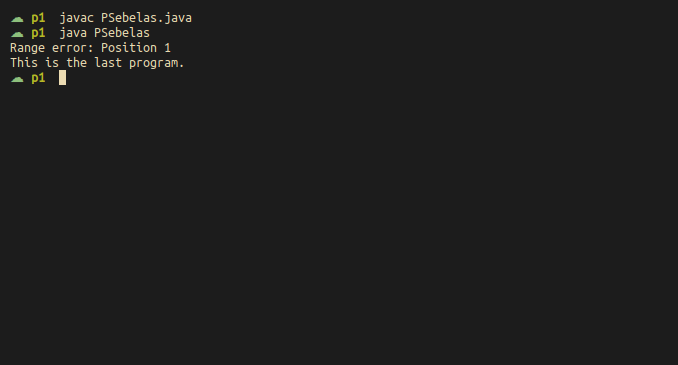 ☁ p1 javac PSebelas.java
☁ p1 java PSebelas
Range error: Position 1
This is the last program.
☁ p1